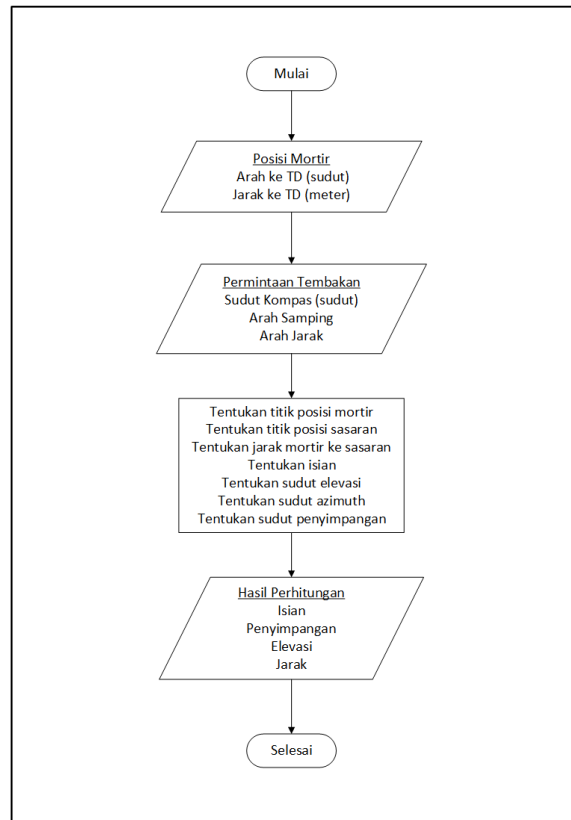 Mulai
Posisi Mortir
Arah ke TD (sudut)
Jarak ke TD (meter)
Permintaan Tembakan
Sudut Kompas (sudut)
Arah Samping
Arah Jarak
Tentukan titik posisi mortir
Tentukan titik posisi sasaran
Tentukan jarak mortir ke sasaran
Tentukan isian
Tentukan sudut elevasi
Tentukan sudut azimuth
Tentukan sudut penyimpangan
Hasil Perhitungan
Isian
Penyimpangan
Elevasi
Jarak
Selesai